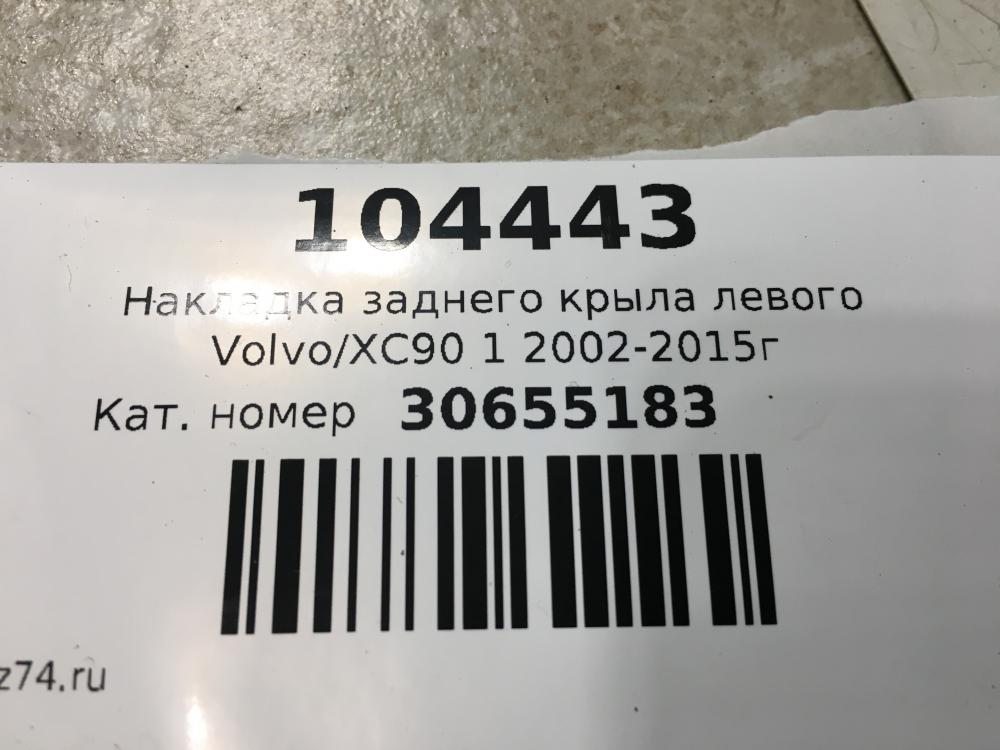 104443
Накладка заднего крыла левого
Volvo/XC90 1 2002-2015г
Кат. номер 30655183
z74.ru